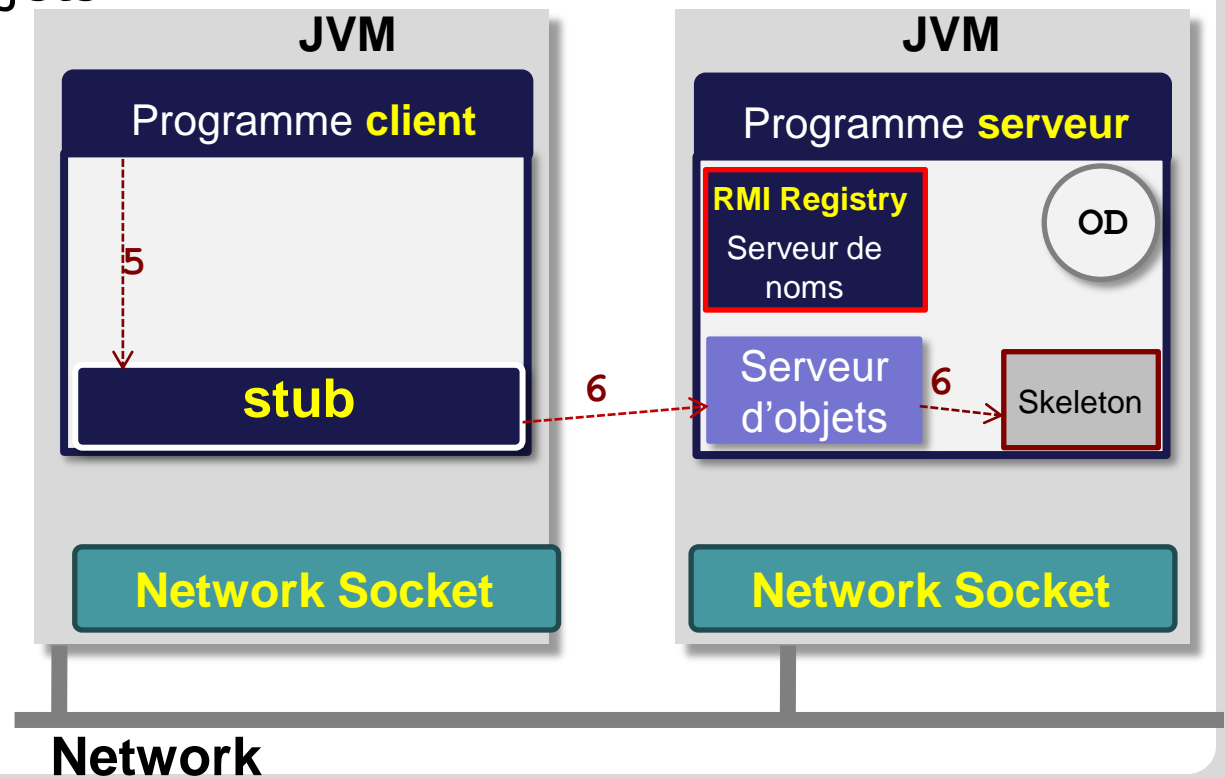 JVM
Programme client
5
stub
Network Socket
6
JVM
Programme serveur
RMI Registry
Serveur de
noms
OD
Serveur
d’objets
6
Skeleton
Network Socket
Network